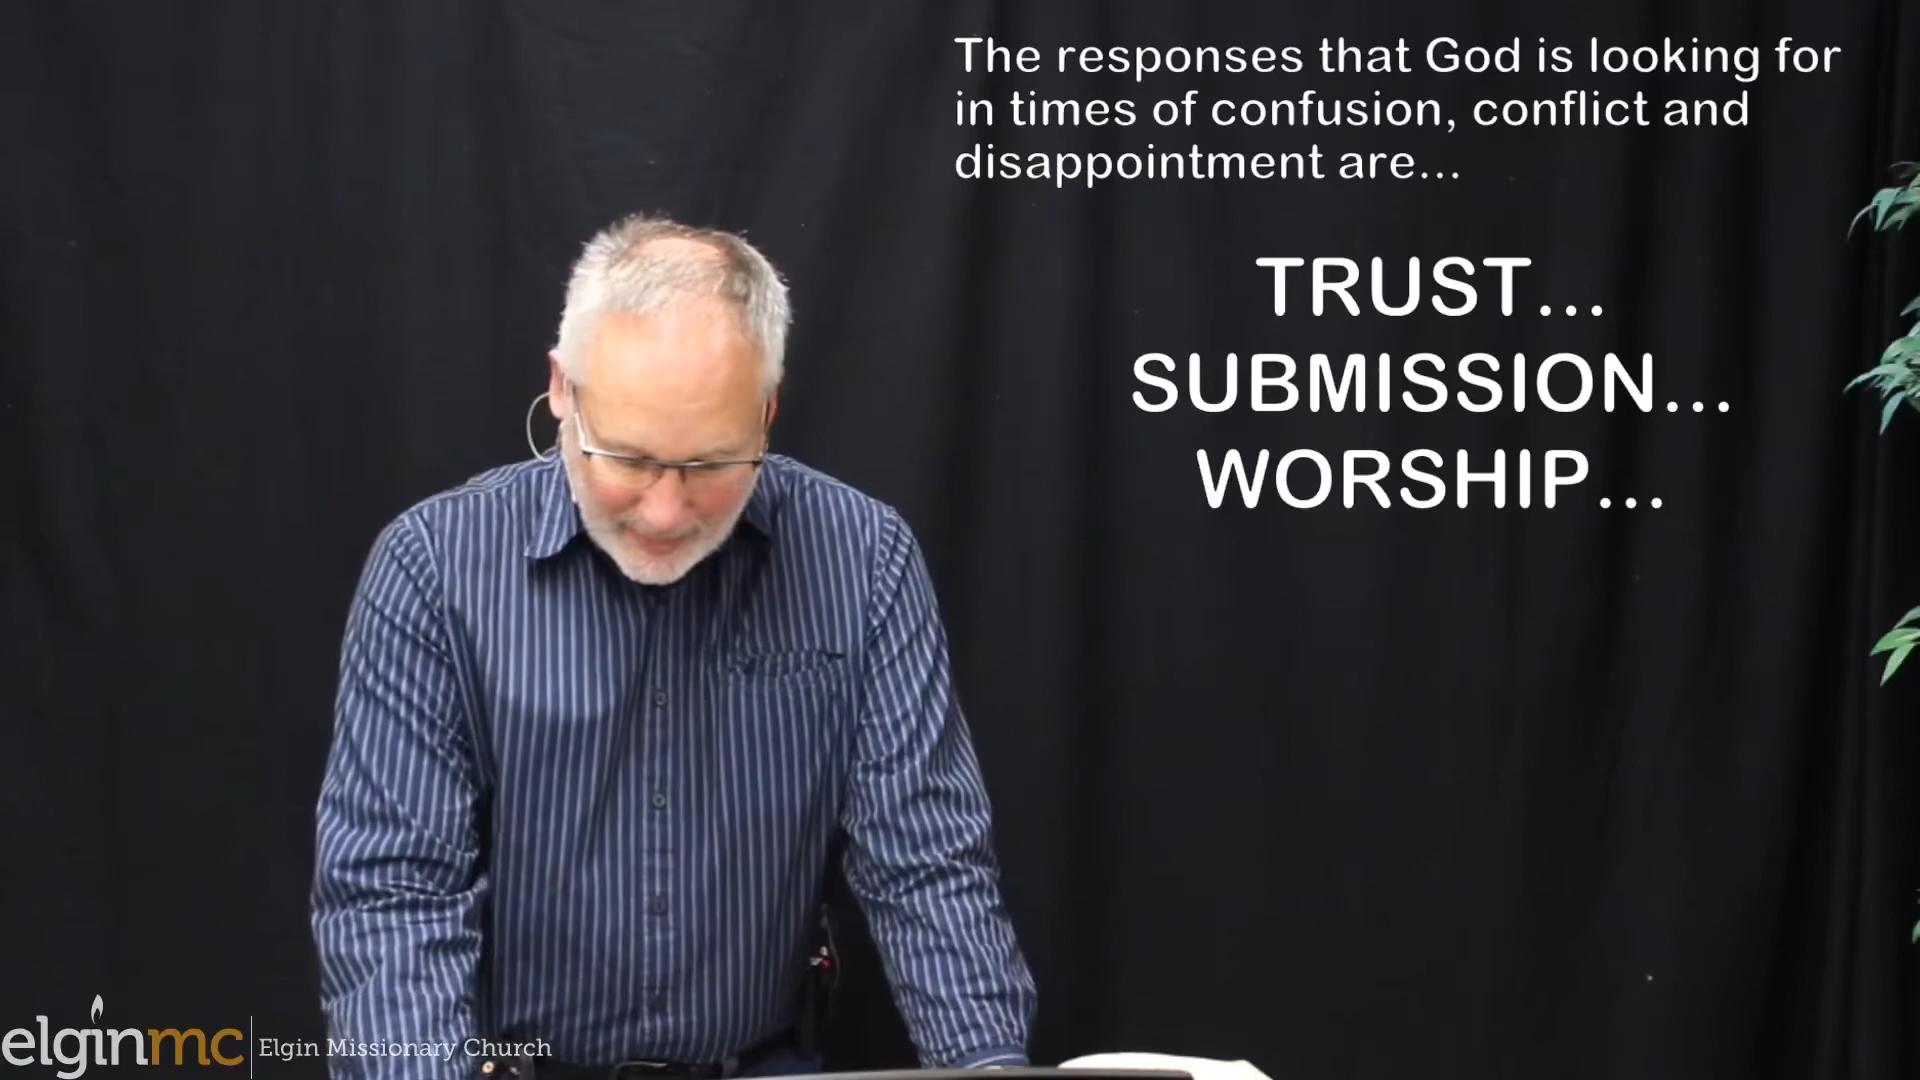 The responses that God is looking for
in times of confusion, conflict and
disappointment are...
TRUST...
SUBMISSION...
WORSHIP...
elginmc
Elgin Missionary Church